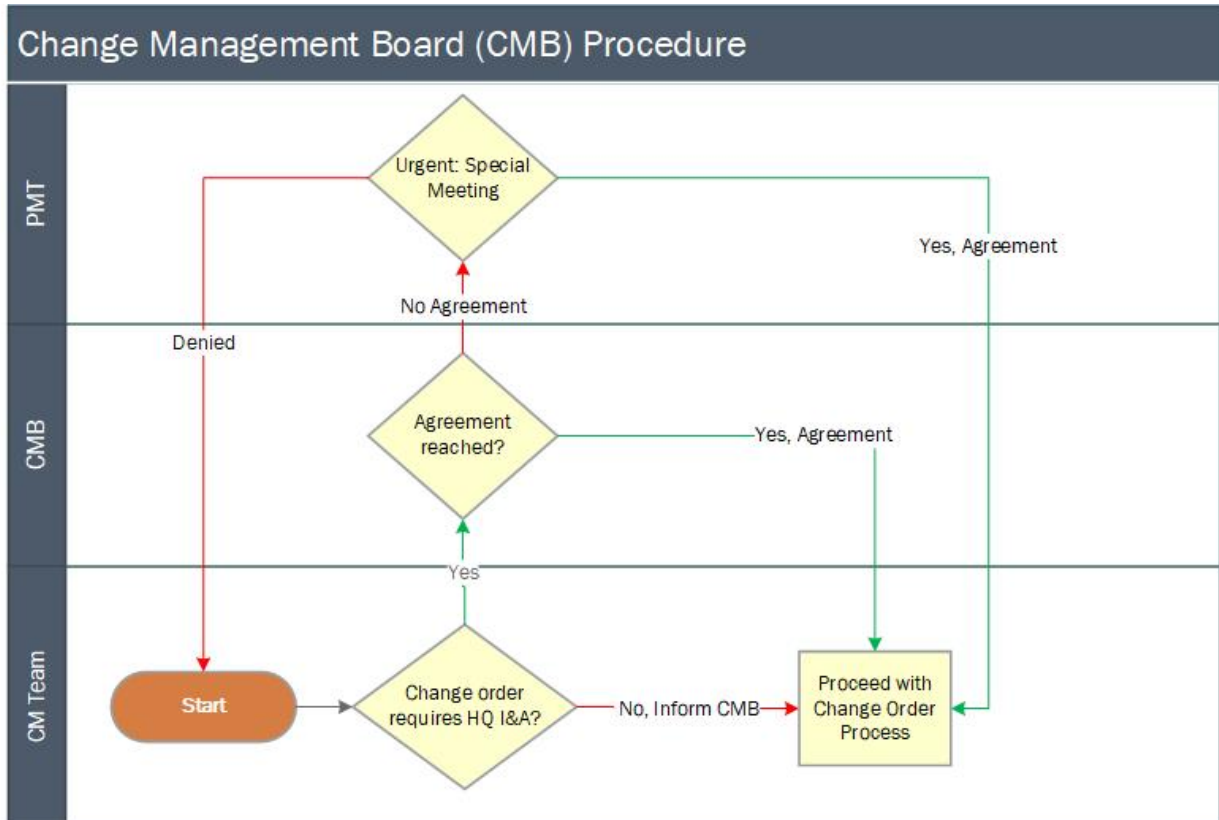 Change Management Board (CMB) Procedure
PMT
Urgent: Special
Meeting
Yes, Agreement
No Agreement
Denied
CMB
Agreement
reached?
Yes, Agreement
Yes
CM Team
Start
Change order
requires HQ I&A?
No, Inform CMB
Proceed with
Change Order
Process